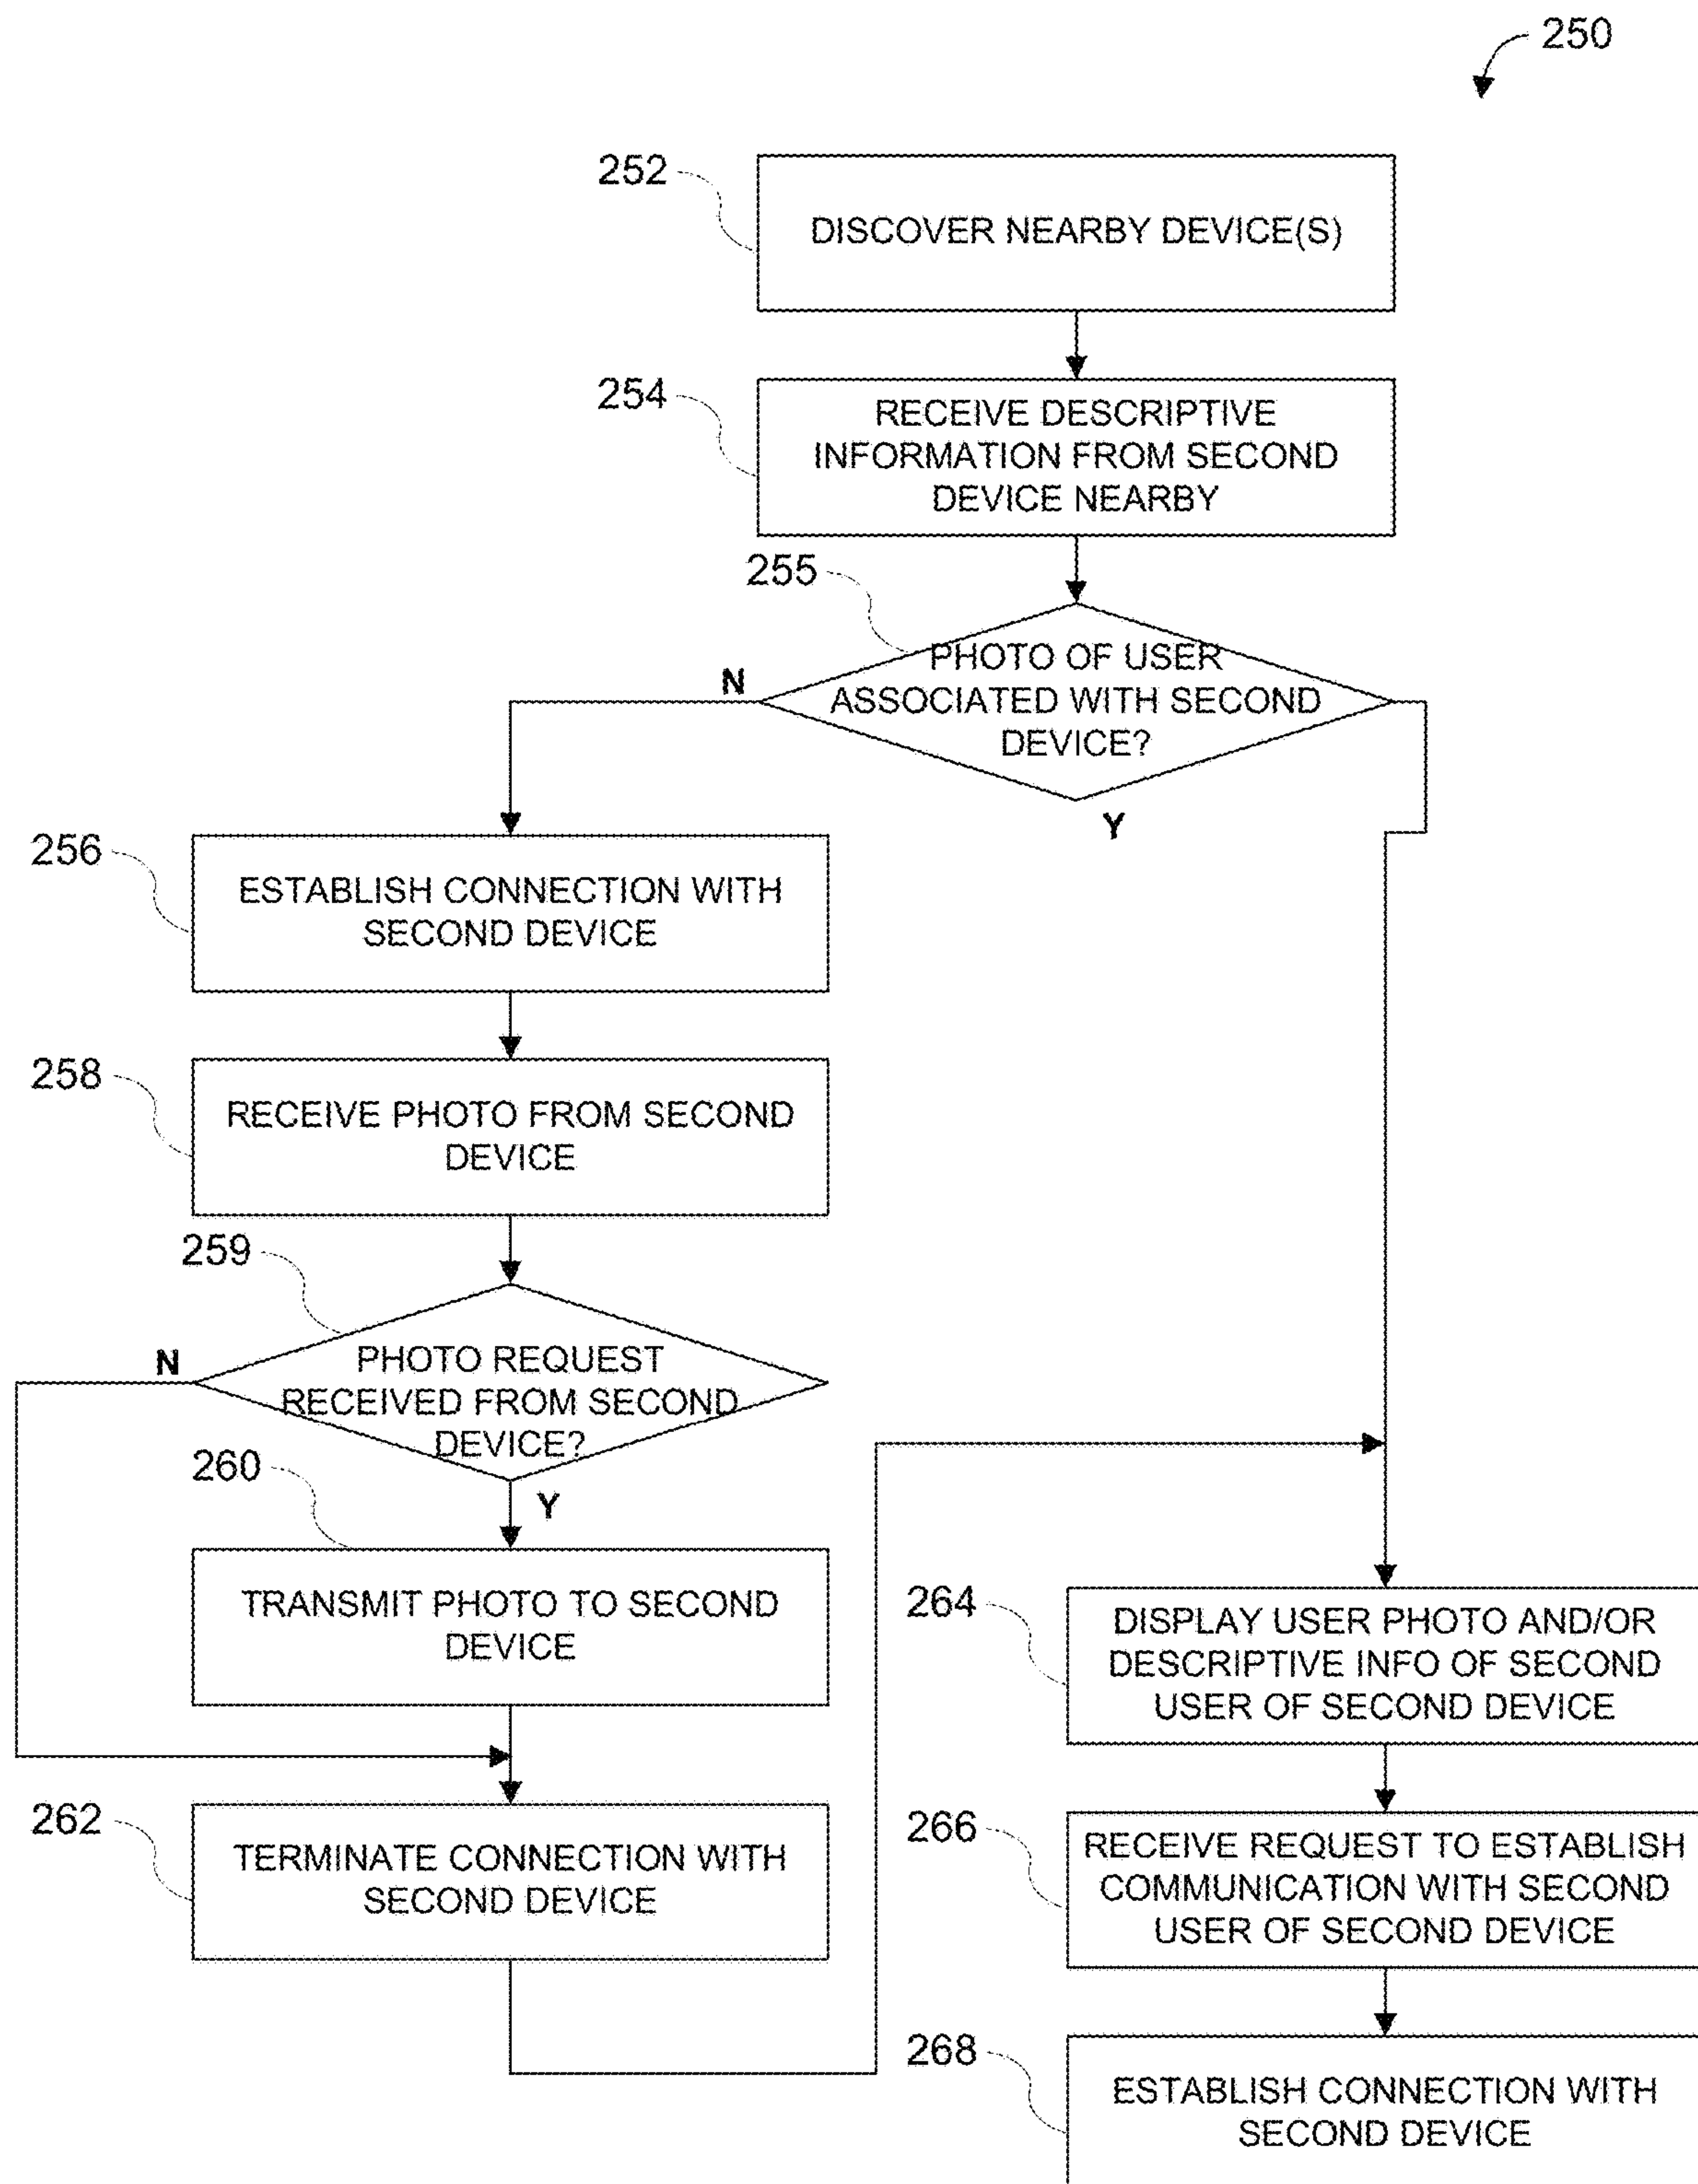 250
252
DISCOVER NEARBY DEVICE(S)
254
RECEIVE DESCRIPTIVE
INFORMATION FROM SECOND
DEVICE NEARBY
255
PHOTO OF USER
ASSOCIATED WITH SECOND
DEVICE?
N
Y
256
ESTABLISH CONNECTION WITH
SECOND DEVICE
258
RECEIVE PHOTO FROM SECOND
DEVICE
259
PHOTO REQUEST
RECEIVED FROM SECOND
DEVICE?
N
Y
260
TRANSMIT PHOTO TO SECOND
DEVICE
262
TERMINATE CONNECTION WITH
SECOND DEVICE
264
DISPLAY USER PHOTO AND/OR
DESCRIPTIVE INFO OF SECOND
USER OF SECOND DEVICE
266
RECEIVE REQUEST TO ESTABLISH
COMMUNICATION WITH SECOND
USER OF SECOND DEVICE
268
ESTABLISH CONNECTION WITH
SECOND DEVICE